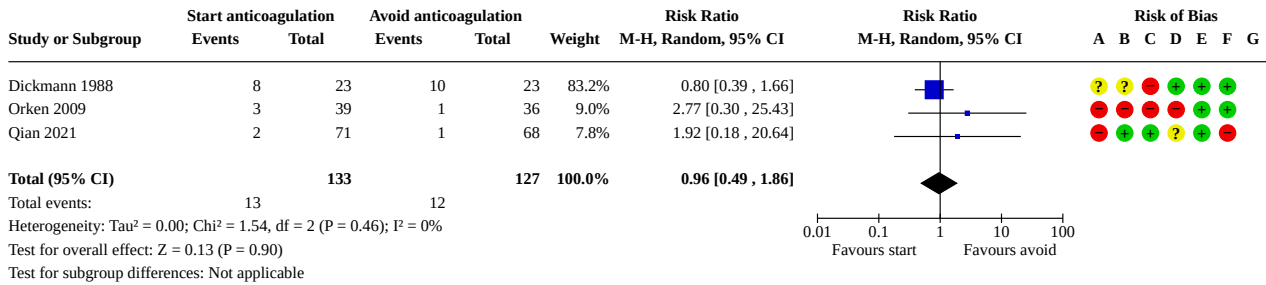 Start anticoagulation Avoid anticoagulation Risk Ratio Risk Ratio Risk of Bias
Study or Subgroup Events Total Events Total Weight M-H, Random, 95% CI M-H, Random, 95% CI A B C D E F G
Dickmann 1988 8 23 10 23 83.2% 0.80 [0.39 , 1.66] ? ? − + + +
Orken 2009 3 39 1 36 9.0% 2.77 [0.30 , 25.43] − − − − + +
Qian 2021 2 71 1 68 7.8% 1.92 [0.18 , 20.64] − + + ? + −
Total (95% CI) 133 127 100.0% 0.96 [0.49 , 1.86]
Total events: 13 12
Heterogeneity: Tau² = 0.00; Chi² = 1.54, df = 2 (P = 0.46); I² = 0%
0.01 0.1 1 10 100
Test for overall effect: Z = 0.13 (P = 0.90) Favours start Favours avoid
Test for subgroup differences: Not applicable